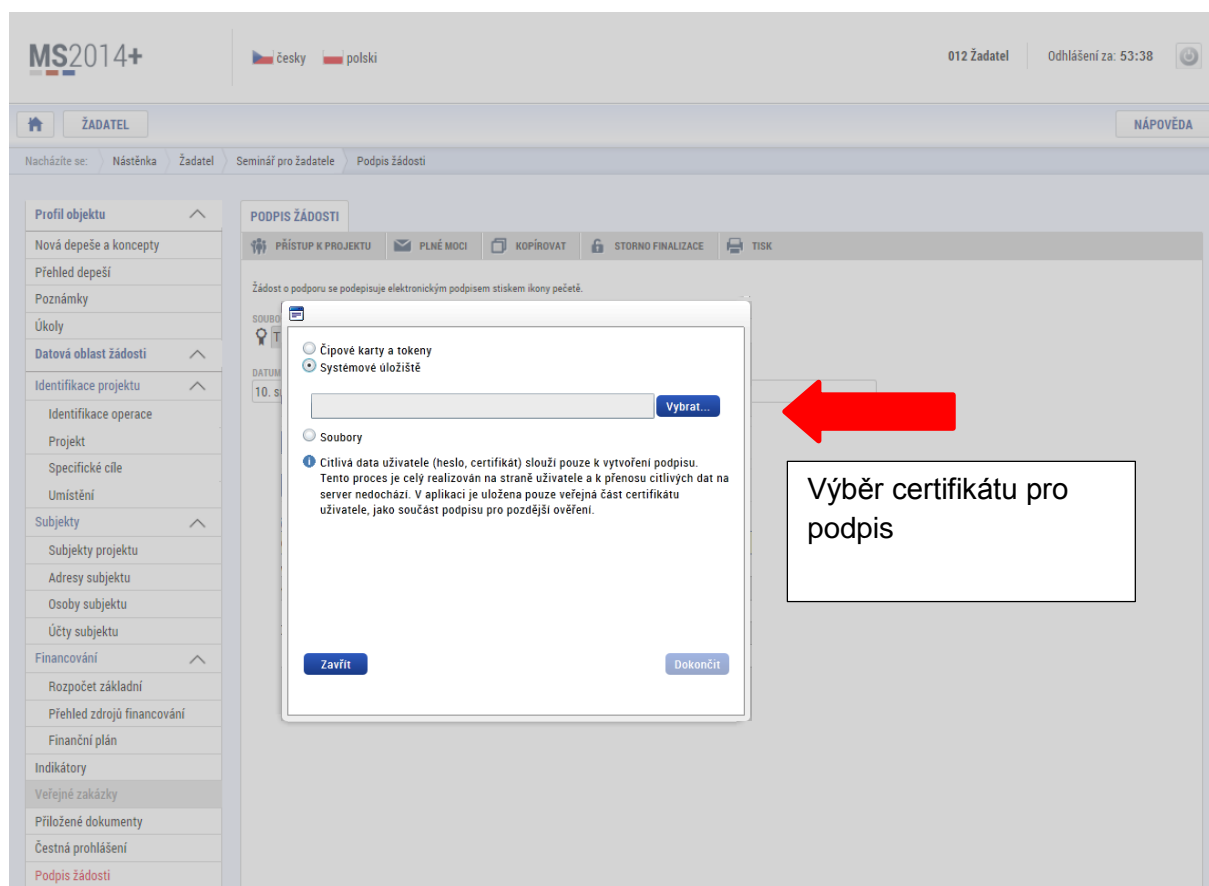 MS2014+
česky polski
012 Žadatel Odhlášení za: 53:38
ŽADATEL
NÁPOVĚDA
Nacházíte se: Nástěnka Žadatel Seminář pro žadatele Podpis žádosti
Profil objektu
Nová depeše a koncepty
Přehled depeší
Poznámky
Úkoly
Datová oblast žádosti
Identifikace projektu
Identifikace operace
Projekt
Specifické cíle
Umístění
Subjekty
Subjekty projektu
Adresy subjektu
Osoby subjektu
Účty subjektu
Financování
Rozpočet základní
Přehled zdrojů financování
Finanční plán
Indikátory
Veřejné zakázky
Přiložené dokumenty
Čestná prohlášení
Podpis žádosti
PODPIS ŽÁDOSTI
PŘÍSTUP K PROJEKTU PLNÉ MOCI KOPÍROVAT STORNO FINALIZACE TISK
Žádost o podporu se podepisuje elektronickým podpisem stiskem ikony pečetě.
SOUBO
T
DATUM
10. s
Čipové karty a tokeny
Systémové úložiště
Vybrat...
Soubory
Citlivá data uživatele (heslo, certifikát) slouží pouze k vytvoření podpisu.
Tento proces je celý realizován na straně uživatele a k přenosu citlivých dat na
server nedochází. V aplikaci je uložena pouze veřejná část certifikátu
uživatele, jako součást podpisu pro pozdější ověření.
Zavřít
Dokončit
Výběr certifikátu pro
podpis